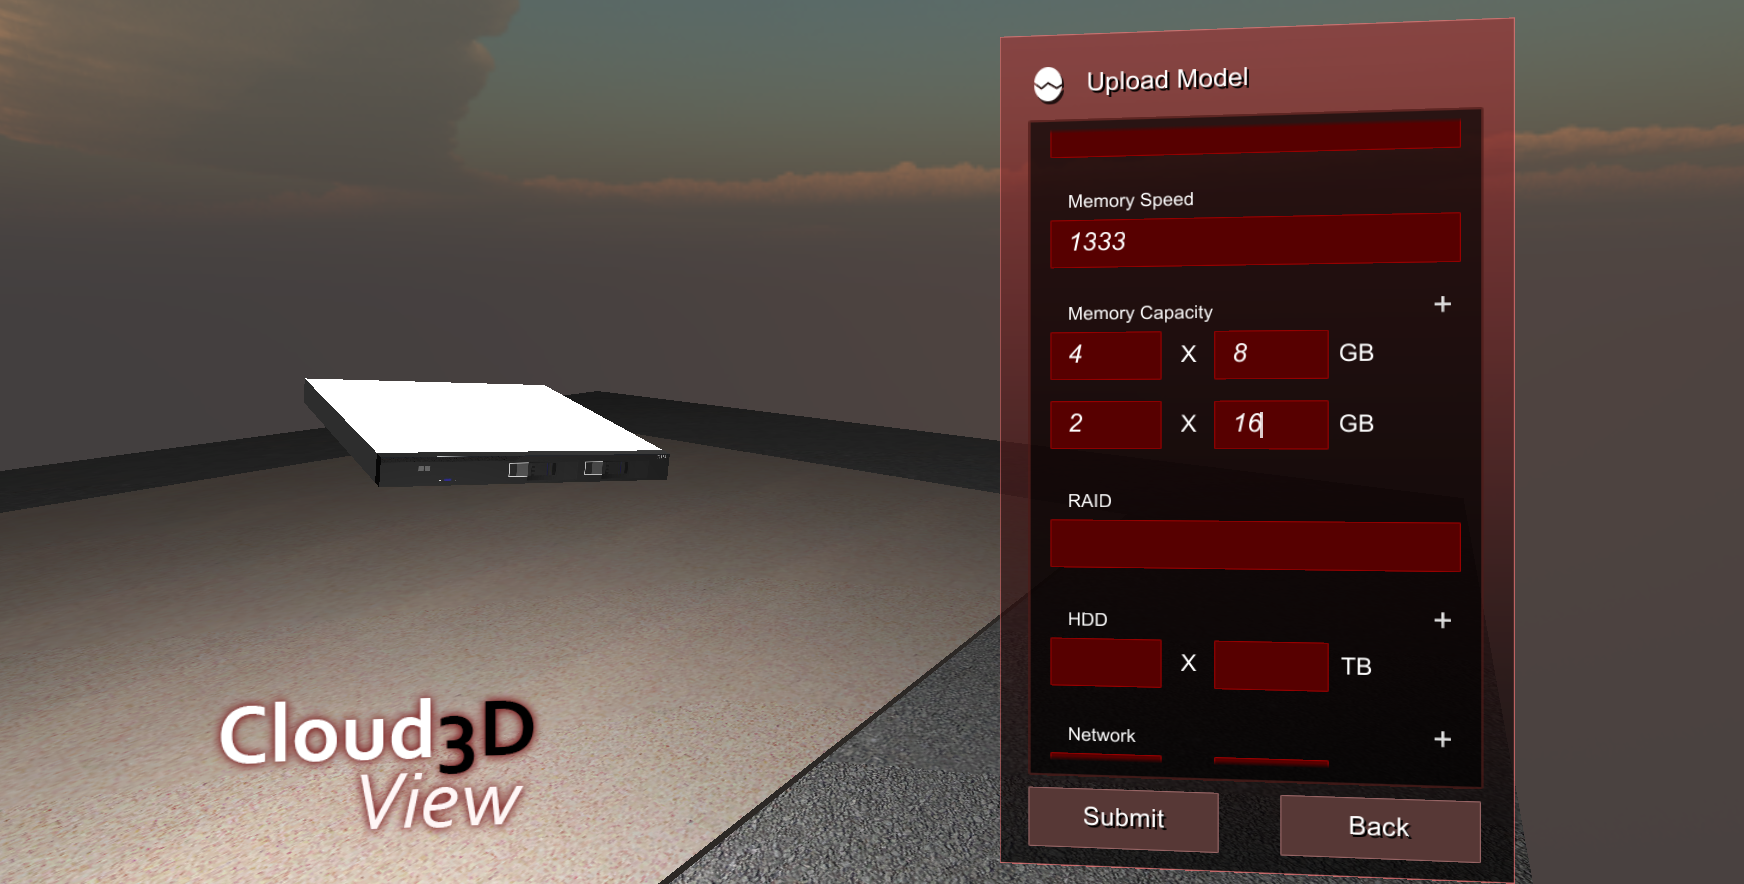 Upload Model
Memory Speed
1333
Memory Capacity +
4 X 8 GB
2 X 16 GB
RAID
HDD +
X TB
Network +
Submit Back
Cloud3D
View